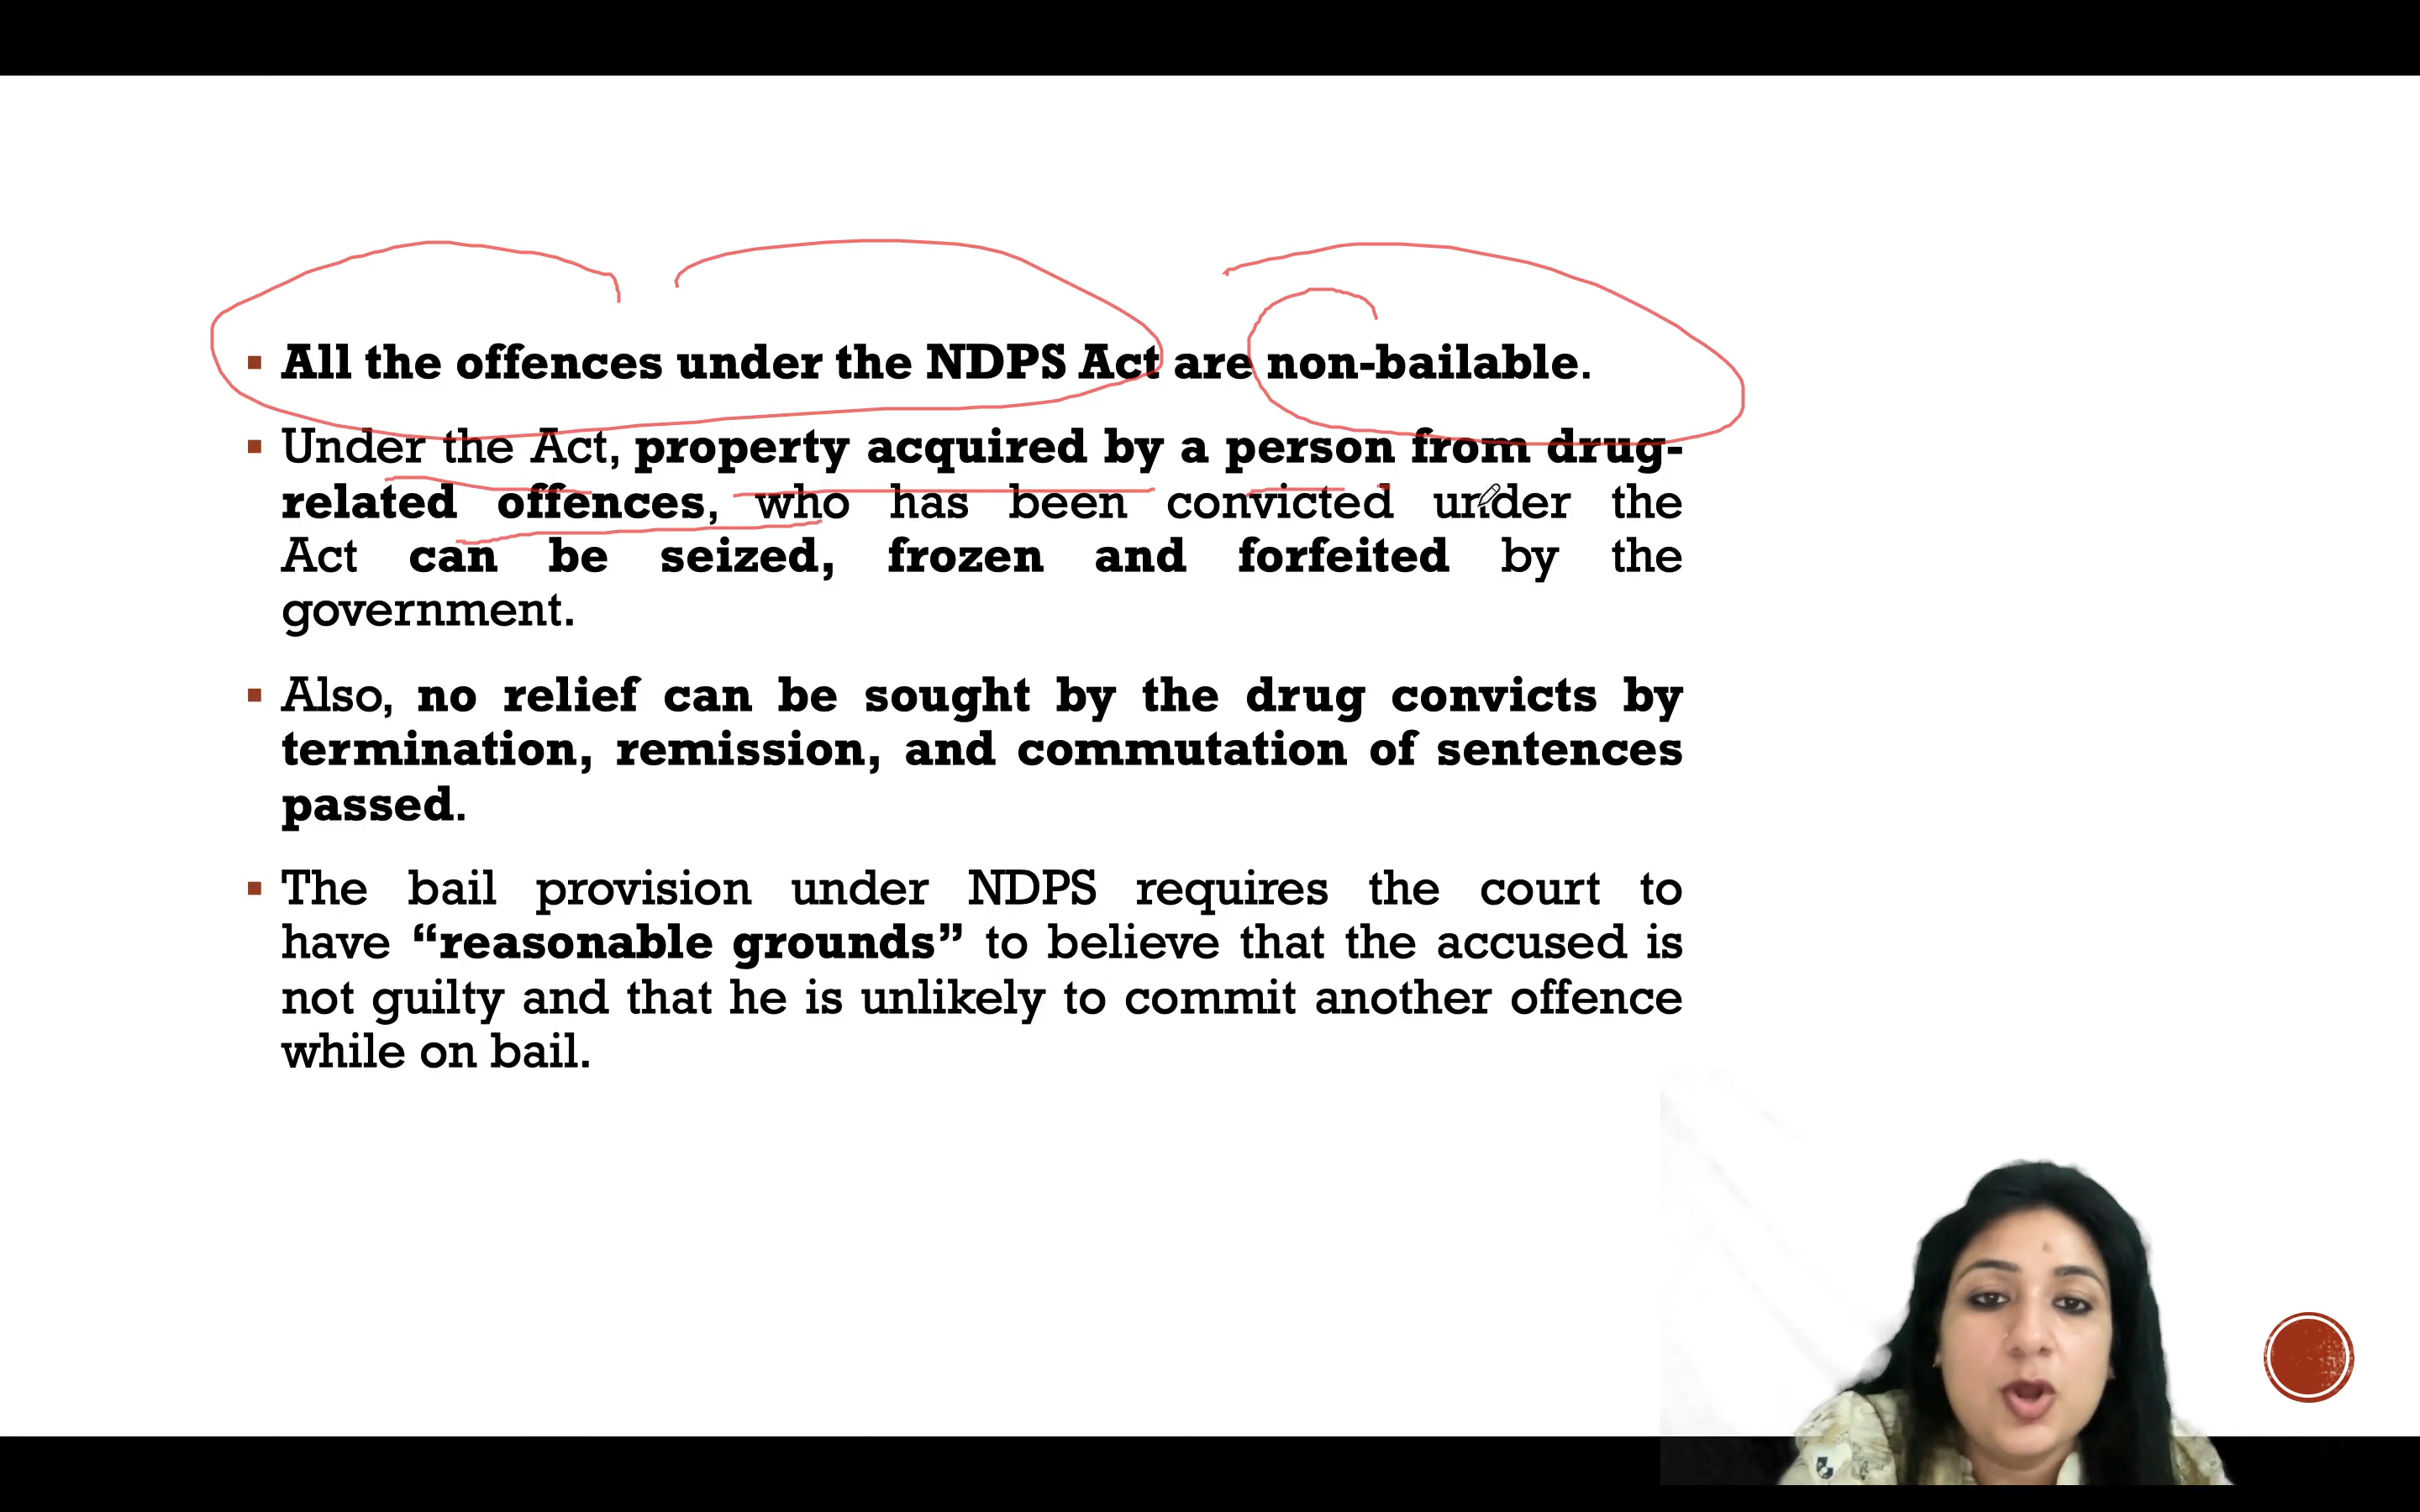 All the offences under the NDPS Act are non-bailable.
Under the Act, property acquired by a person from drug-
related offences, who has been convicted under the
Act can be seized, frozen and forfeited by the
government.
Also, no relief can be sought by the drug convicts by
termination, remission, and commutation of sentences
passed.
The bail provision under NDPS requires the court to
have “reasonable grounds” to believe that the accused is
not guilty and that he is unlikely to commit another offence
while on bail.